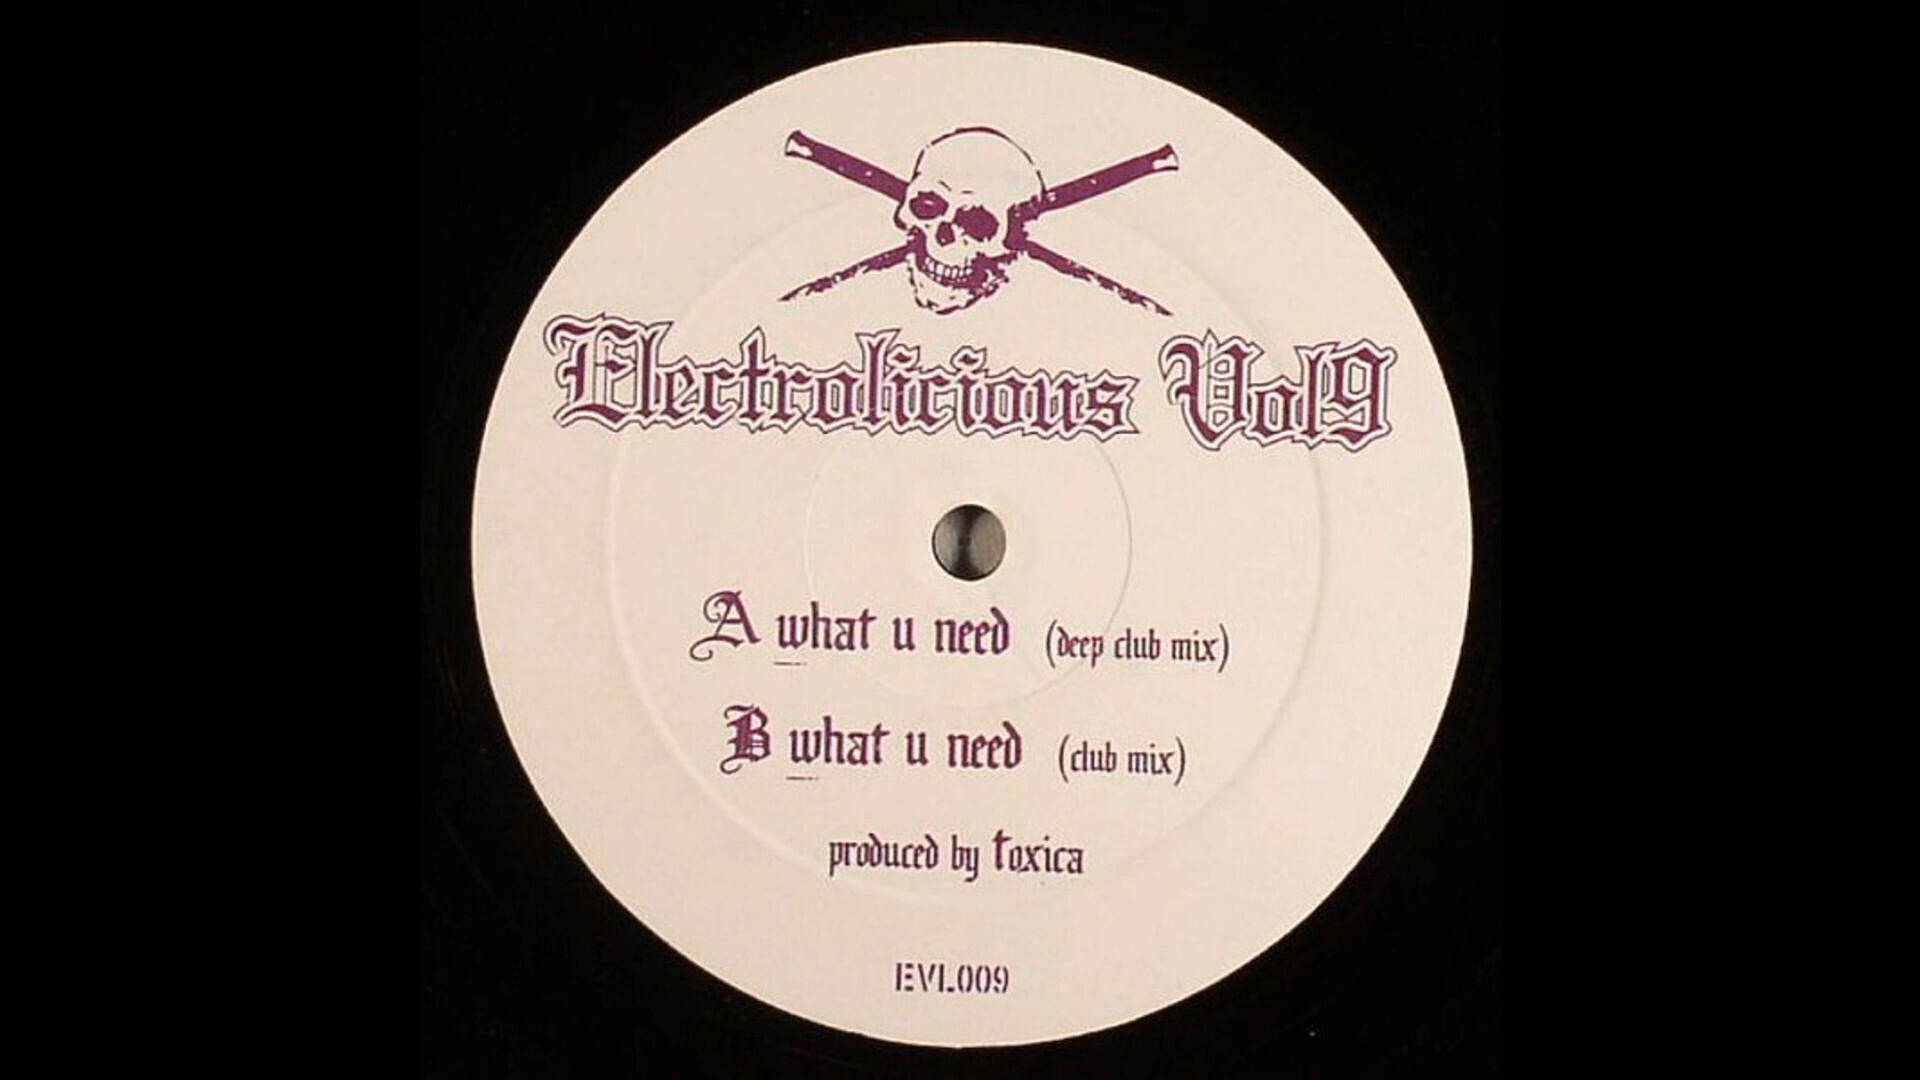 Electrolicious Vol9
A what u need (deep club mix)
B what u need (club mix)
produced by toxica
EVL009